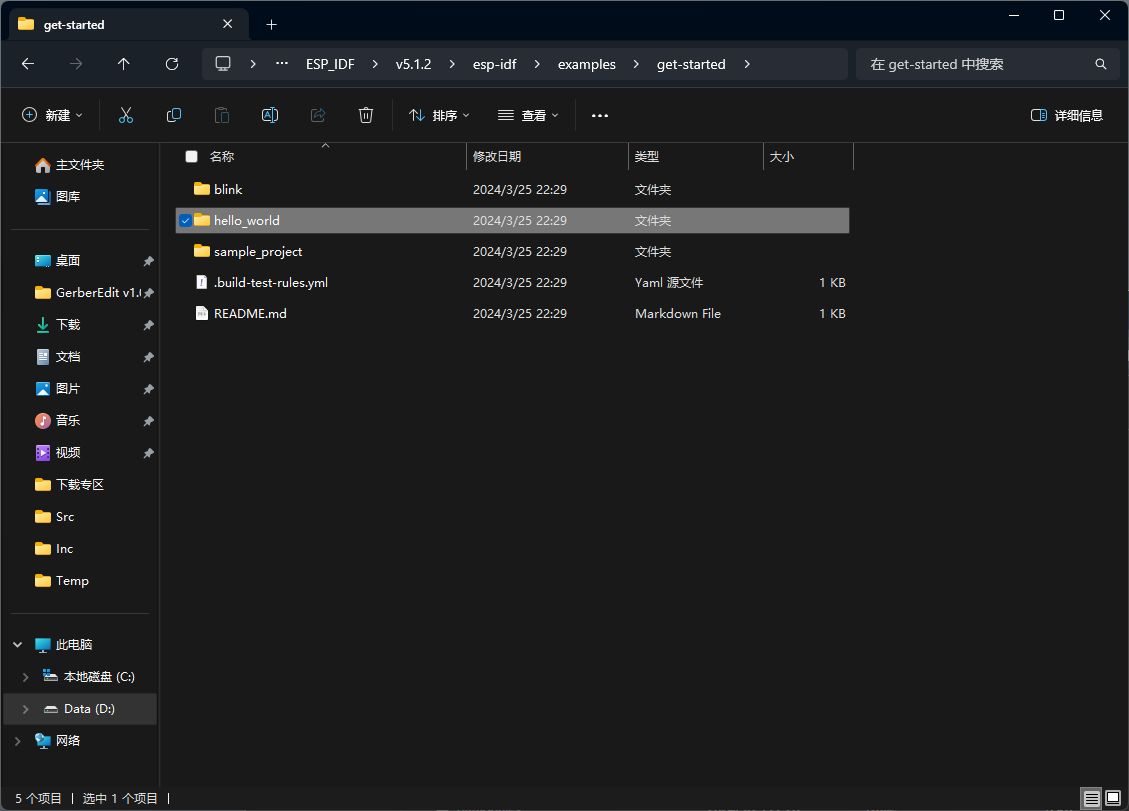 get-started
ESP_IDF v5.1.2 esp-idf examples get-started 在 get-started 中搜索
新建 排序 查看 详细信息
名称 修改日期 类型 大小
主文件夹
图库
桌面
GerberEdit v1.
下载
文档
图片
音乐
视频
下载专区
Src
Inc
Temp
此电脑
本地磁盘 (C:)
Data (D:)
网络
blink 2024/3/25 22:29 文件夹
hello_world 2024/3/25 22:29 文件夹
sample_project 2024/3/25 22:29 文件夹
.build-test-rules.yml 2024/3/25 22:29 Yaml 源文件 1 KB
README.md 2024/3/25 22:29 Markdown File 1 KB
5 个项目 选中 1 个项目